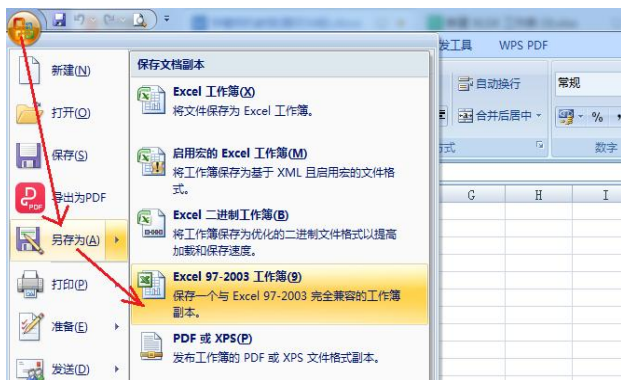 发工具 WPS PDF
新建(N)
打开(O)
保存(S)
导出为PDF
另存为(A)
打印(P)
准备(E)
发送(D)
保存文档副本
Excel 工作簿(X)
将文件保存为 Excel 工作簿。
启用宏的 Excel 工作簿(M)
将工作簿保存为基于 XML 且启用宏的文件格
式。
Excel 二进制工作簿(B)
将工作簿保存为优化的二进制文件格式以提高
加载和保存速度。
Excel 97-2003 工作簿(9)
保存一个与 Excel 97-2003 完全兼容的工作簿
副本。
PDF 或 XPS(P)
发布工作簿的 PDF 或 XPS 文件格式副本。
自动换行
常规
合并后居中
%
数字
G H I